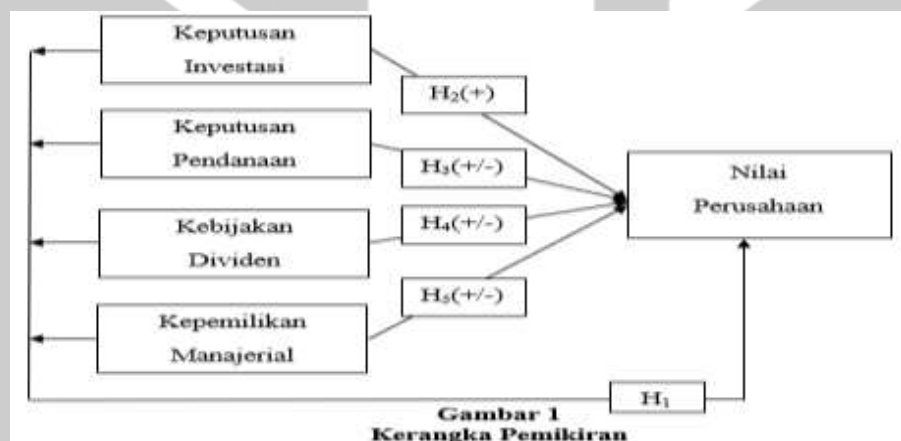 Keputusan
Investasi
H₂(+)
Keputusan
Pendanaan
H₃(+/-)
Nilai
Perusahaan
Kebijakan
Dividen
H₄(+/-)
H₅(+/-)
Kepemilikan
Manajerial
H₁
Gambar 1
Kerangka Pemikiran